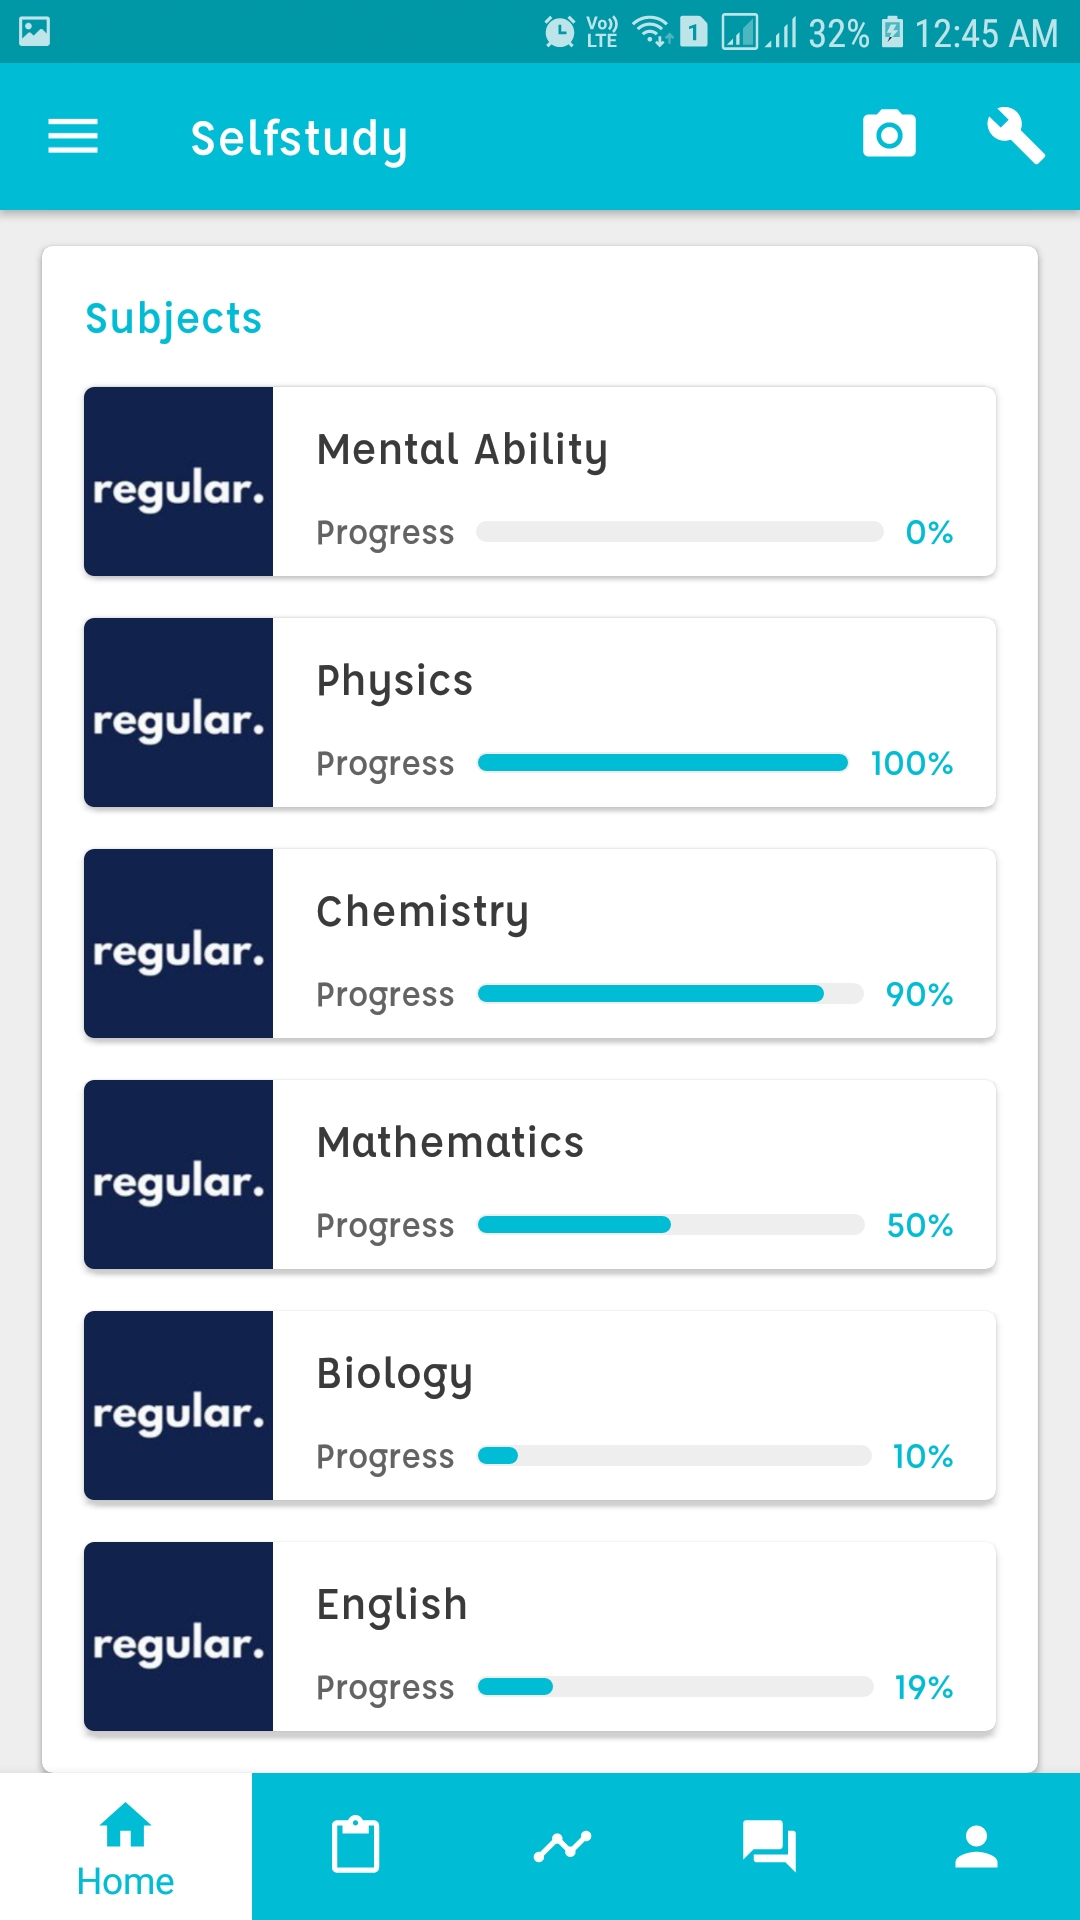 Vo)) LTE 1 32% 12:45 AM
Selfstudy
Subjects
regular.
Mental Ability
Progress 0%
regular.
Physics
Progress 100%
regular.
Chemistry
Progress 90%
regular.
Mathematics
Progress 50%
regular.
Biology
Progress 10%
regular.
English
Progress 19%
Home